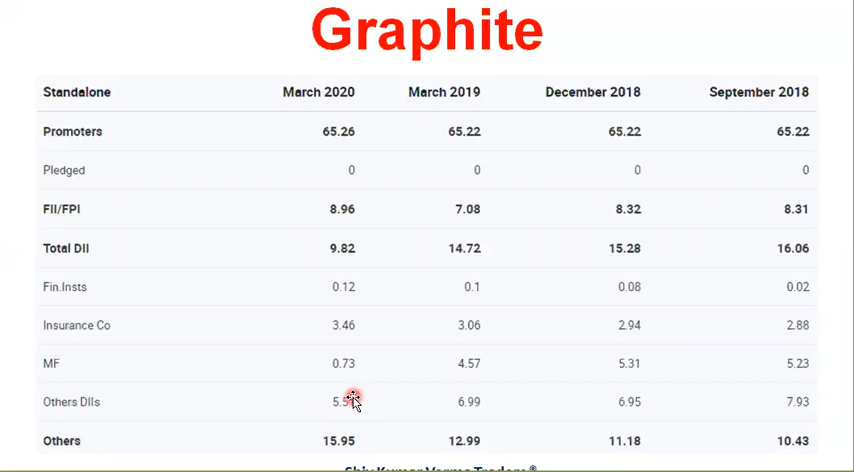 Graphite
Standalone March 2020 March 2019 December 2018 September 2018
Promoters 65.26 65.22 65.22 65.22
Pledged 0 0 0 0
FII/FPI 8.96 7.08 8.32 8.31
Total DII 9.82 14.72 15.28 16.06
Fin.Insts 0.12 0.1 0.08 0.02
Insurance Co 3.46 3.06 2.94 2.88
MF 0.73 4.57 5.31 5.23
Others DIIs 6.99 6.95 7.93
Others 15.95 12.99 11.18 10.43
Shiv Kumar Verma Traders ®